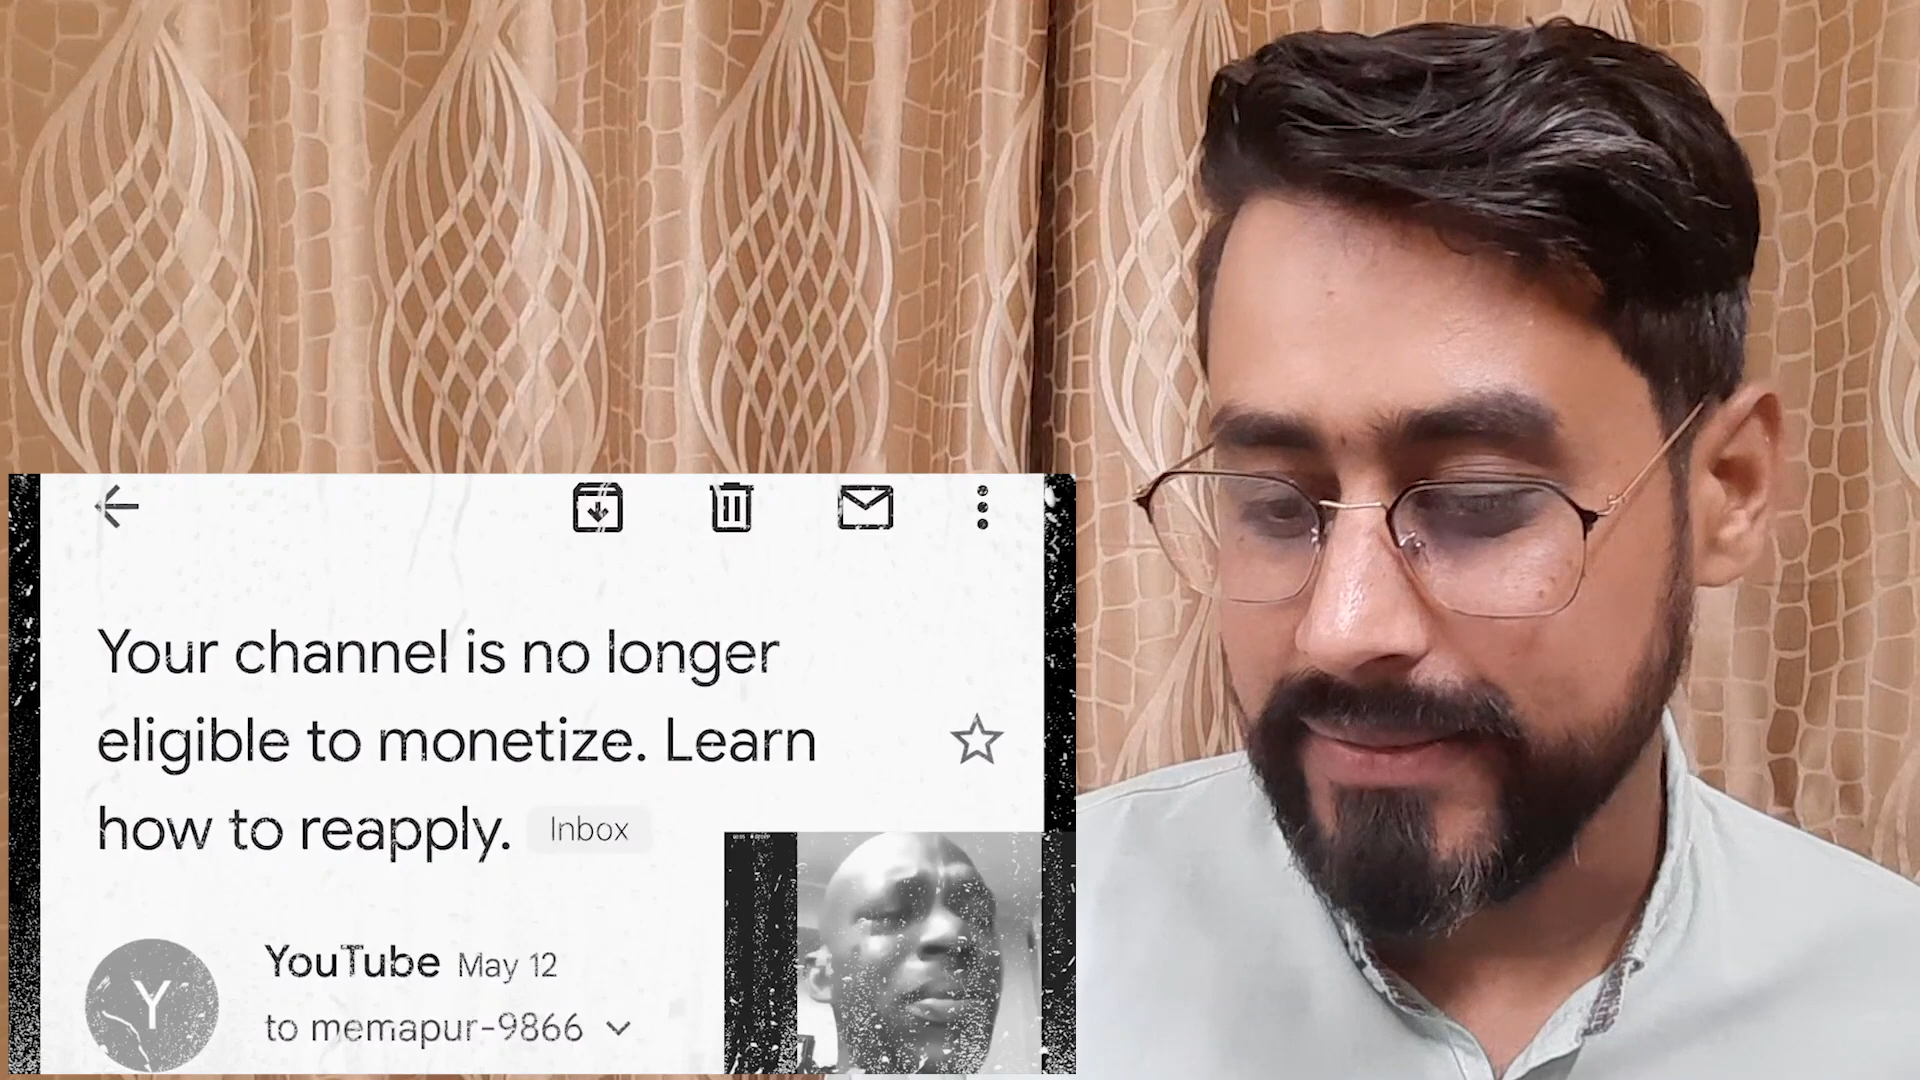 Your channel is no longer
eligible to monetize. Learn
how to reapply. Inbox
Y YouTube May 12
to memapur-9866